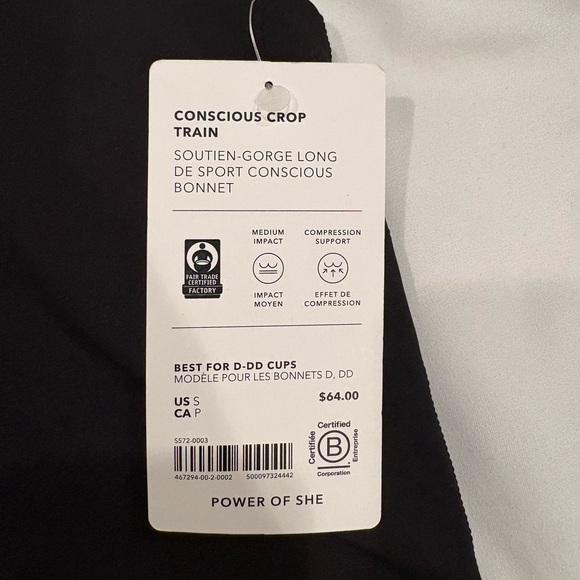 CONSCIOUS CROP
TRAIN
SOUTIEN-GORGE LONG
DE SPORT CONSCIOUS
BONNET
FAIR TRADE
CERTIFIED
FACTORY
MEDIUM
IMPACT
IMPACT
MOYEN
COMPRESSION
SUPPORT
EFFET DE
COMPRESSION
BEST FOR D-DD CUPS
MODÈLE POUR LES BONNETS D, DD
US S
CA P
$64.00
S572-0003
467294-00-2-0002 500097324442
Certified
Certifiée
B
Entreprise
Corporation
POWER OF SHE